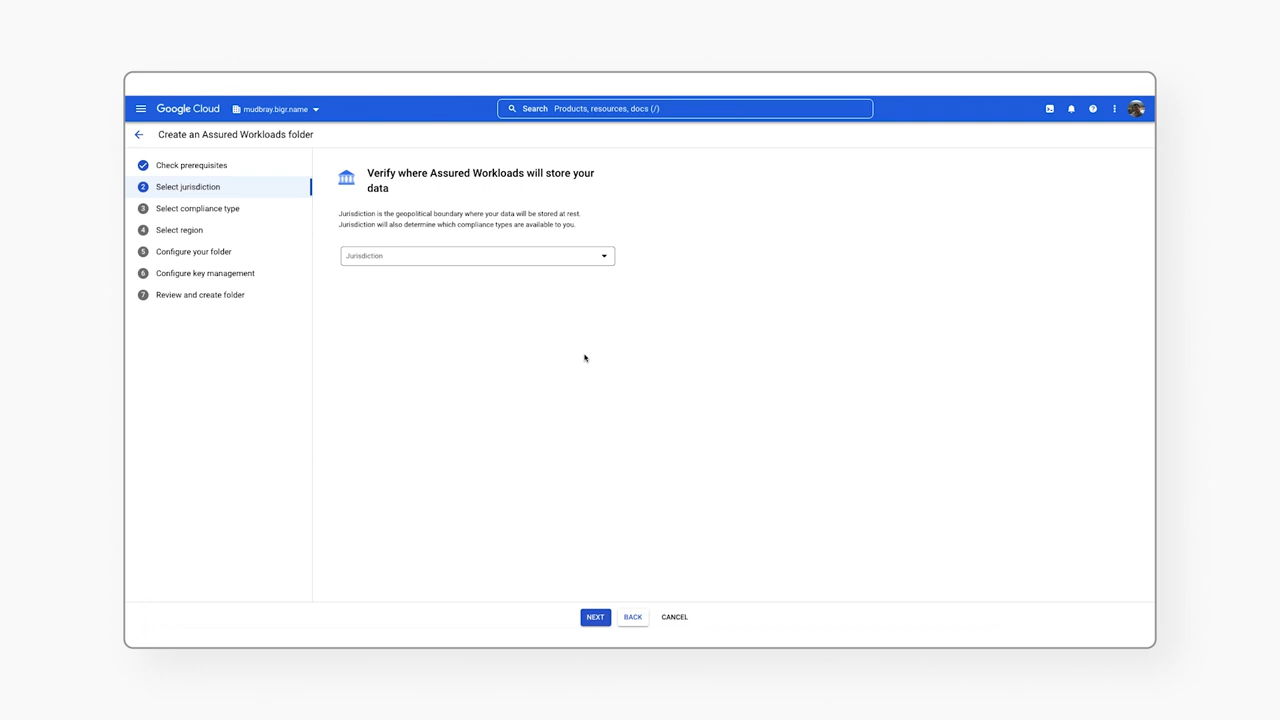 Google Cloud
mudbray.bigr.name
Search Products, resources, docs (/)
Create an Assured Workloads folder
Check prerequisites
2 Select jurisdiction
3 Select compliance type
4 Select region
5 Configure your folder
6 Configure key management
7 Review and create folder
Verify where Assured Workloads will store your
data
Jurisdiction is the geopolitical boundary where your data will be stored at rest.
Jurisdiction will also determine which compliance types are available to you.
Jurisdiction
NEXT BACK CANCEL